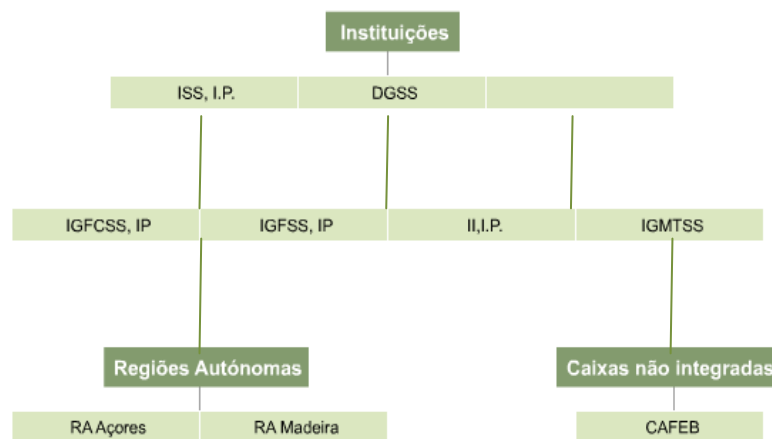 Instituições
ISS, I.P. DGSS
IGFCSS, IP IGFSS, IP II,I.P. IGMTSS
Regiões Autónomas Caixas não integradas
RA Açores RA Madeira CAFEB